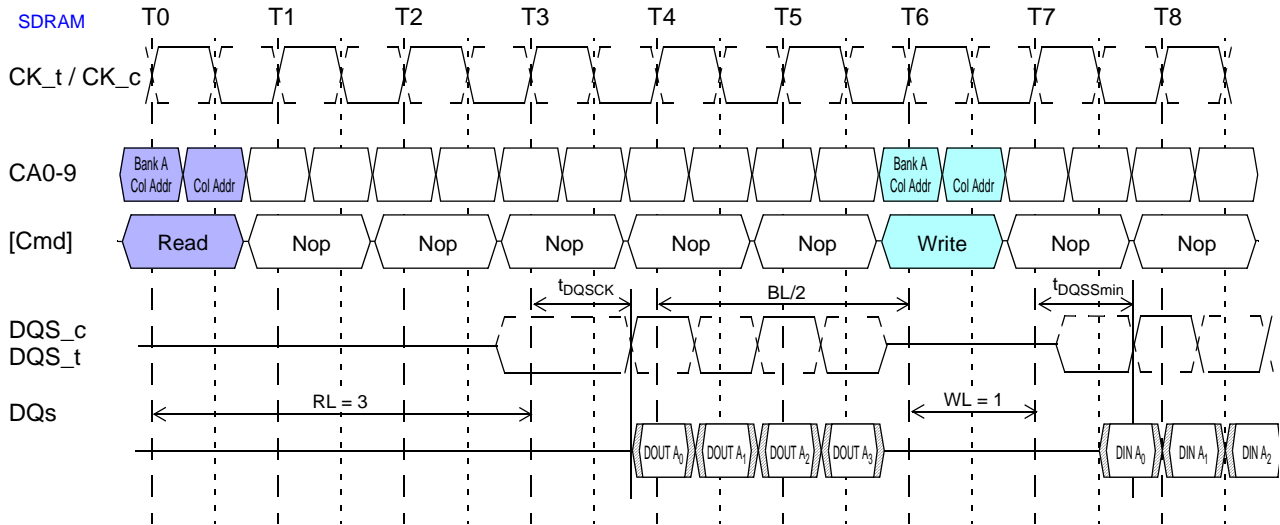 SDRAM T0 T1 T2 T3 T4 T5 T6 T7 T8
CK_t / CK_c
CA0-9 Bank A Col Addr Col Addr Bank A Col Addr Col Addr
[Cmd] Read Nop Nop Nop Nop Nop Write Nop Nop
tDQSCK BL/2 tDQSSmin
DQS_c
DQS_t
DQs RL = 3 WL = 1
DOUT A0 DOUT A1 DOUT A2 DOUT A3 DIN A0 DIN A1 DIN A2